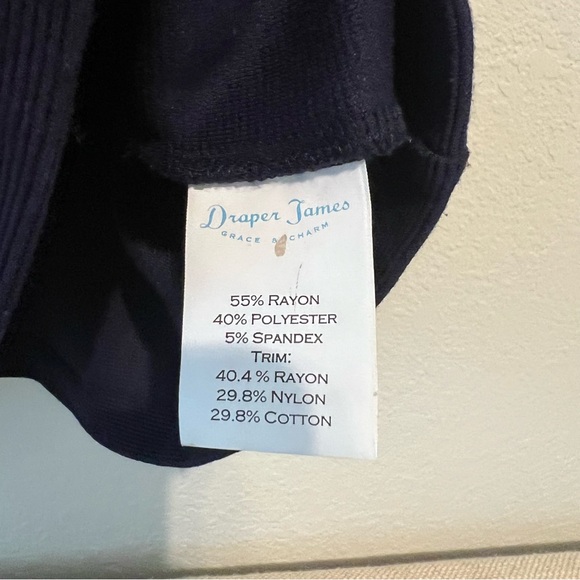 Draper James
GRACE & CHARM
55% RAYON
40% POLYESTER
5% SPANDEX
TRIM:
40.4 % RAYON
29.8% NYLON
29.8% COTTON